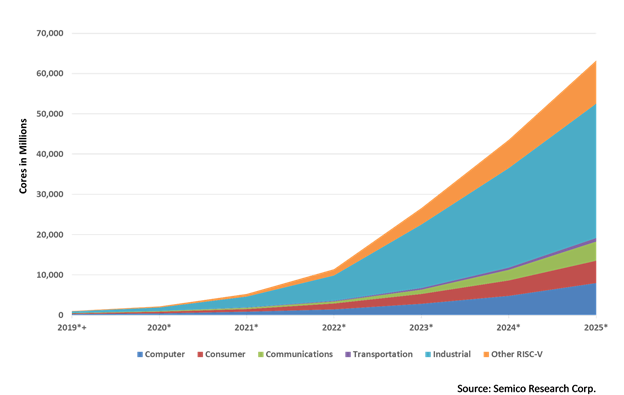 70,000
60,000
50,000
40,000
30,000
20,000
10,000
0
Cores in Millions
2019*+ 2020* 2021* 2022* 2023* 2024* 2025*
Computer Consumer Communications Transportation Industrial Other RISC-V
Source: Semico Research Corp.